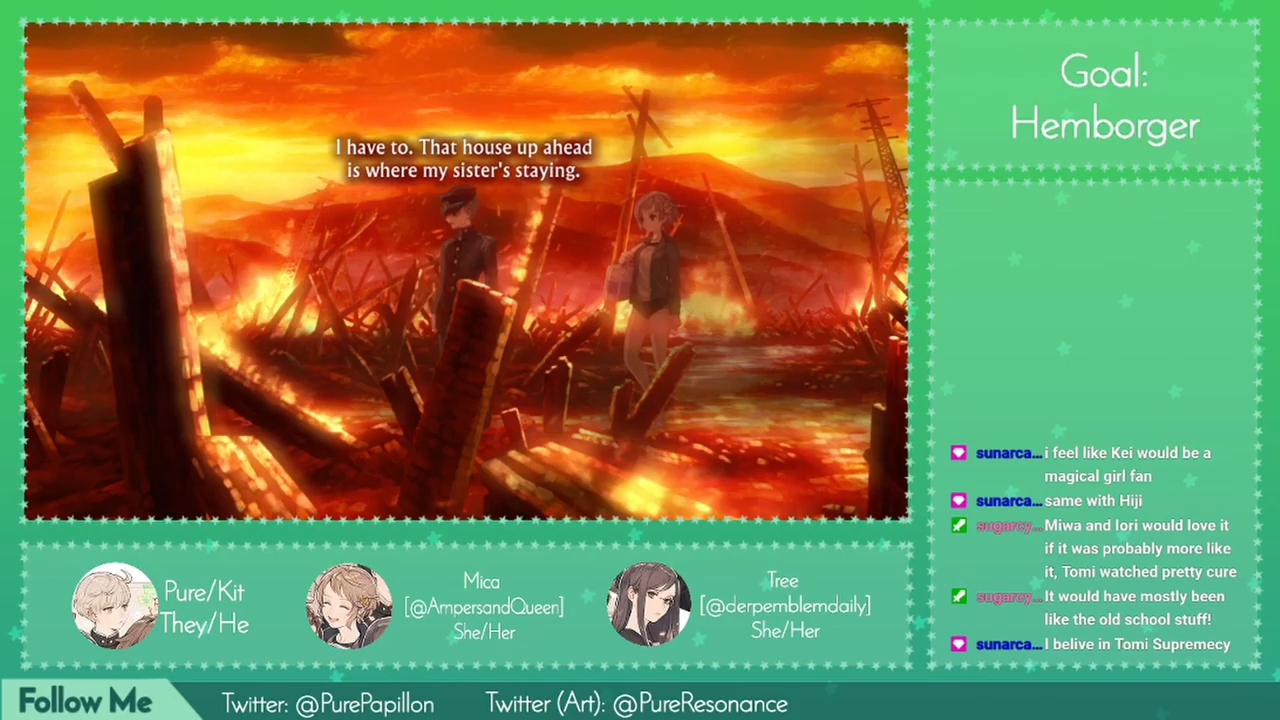 I have to. That house up ahead
is where my sister's staying.
Goal:
Hemborger
sunarca... i feel like Kei would be a
magical girl fan
sunarca... same with Hiji
sugarcy... Miwa and Iori would love it
if it was probably more like
it, Tomi watched pretty cure
sugarcy... It would have mostly been
like the old school stuff!
sunarca... I belive in Tomi Supremecy
Pure/Kit
They/He
Mica
[@AmpersandQueen]
She/Her
Tree
[@derpemblemdaily]
She/Her
Follow Me
Twitter: @PurePapillon
Twitter (Art): @PureResonance